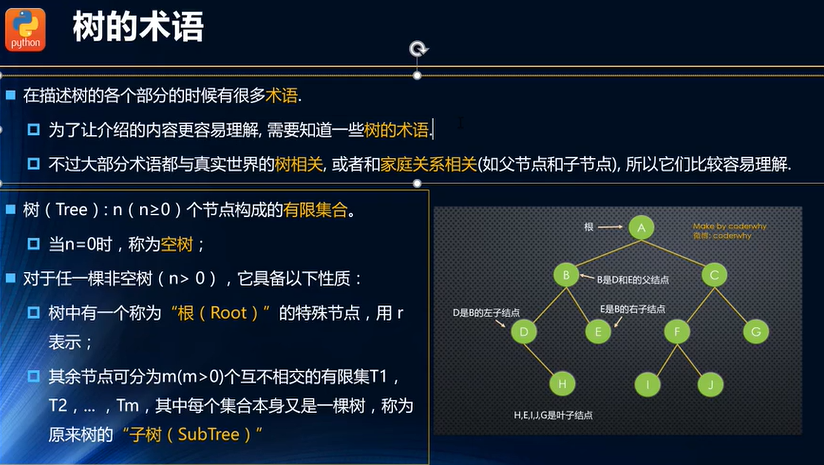 python
树的术语
在描述树的各个部分的时候有很多术语.
为了让介绍的内容更容易理解, 需要知道一些树的术语.
不过大部分术语都与真实世界的树相关, 或者和家庭关系相关(如父节点和子节点), 所以它们比较容易理解.
树（Tree）: n（n≥0）个节点构成的有限集合。
当n=0时，称为空树；
对于任一棵非空树（n> 0），它具备以下性质：
树中有一个称为“根（Root）”的特殊节点，用 r
表示；
其余节点可分为m(m>0)个互不相交的有限集T1，
T2，... ，Tm，其中每个集合本身又是一棵树，称为
原来树的“子树（SubTree）”
根
A
Make by coderwhy
微博: coderwhy
B
B是D和E的父结点
C
D是B的左子结点
E是B的右子结点
D
E
F
G
H
I
J
H,E,I,J,G是叶子结点